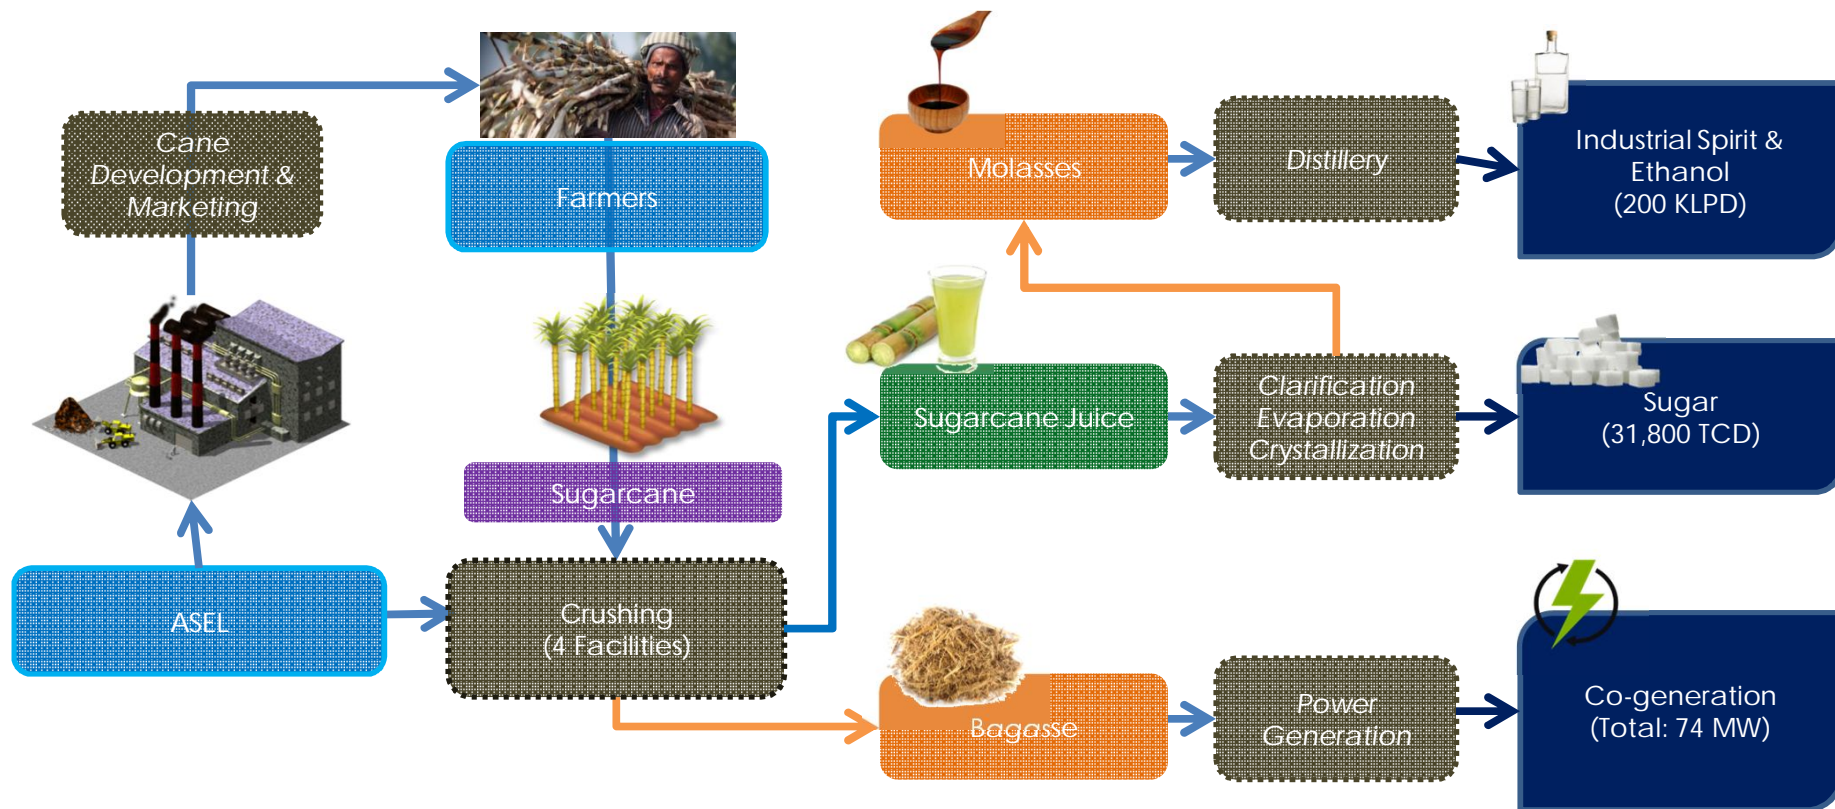 Cane
Development &
Marketing
Farmers
Sugarcane
ASEL
Crushing
(4 Facilities)
Molasses
Distillery
Industrial Spirit &
Ethanol
(200 KLPD)
Sugarcane Juice
Clarification
Evaporation
Crystallization
Sugar
(31,800 TCD)
Bagasse
Power
Generation
Co-generation
(Total: 74 MW)